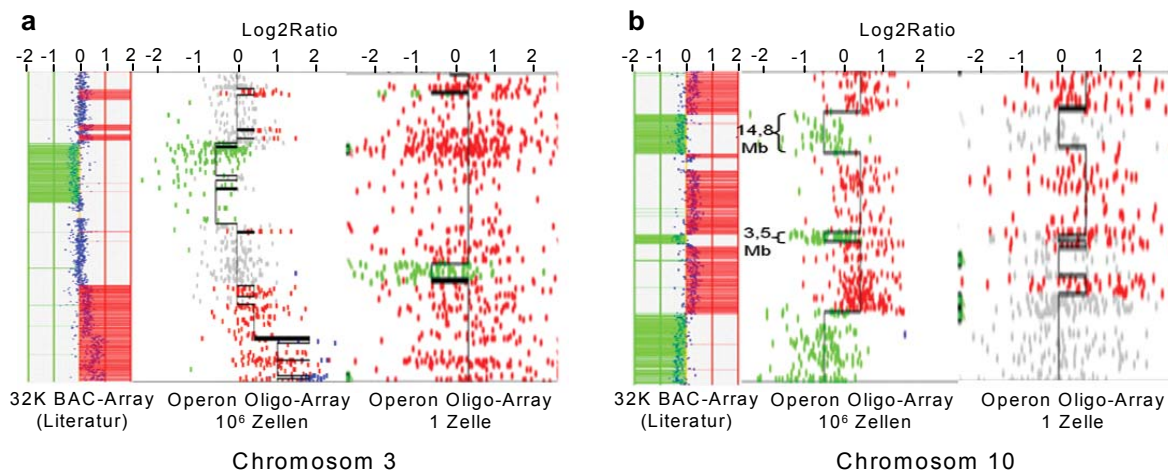 a
Log2Ratio
-2 -1 0 1 2 -2 -1 0 1 2 -2 -1 0 1 2
32K BAC-Array
(Literatur)
Operon Oligo-Array
10⁶ Zellen
Operon Oligo-Array
1 Zelle
Chromosom 3
b
Log2Ratio
-2 -1 0 1 2 -2 -1 0 1 2 -2 -1 0 1 2
14,8
Mb
3,5
Mb
32K BAC-Array
(Literatur)
Operon Oligo-Array
10⁶ Zellen
Operon Oligo-Array
1 Zelle
Chromosom 10